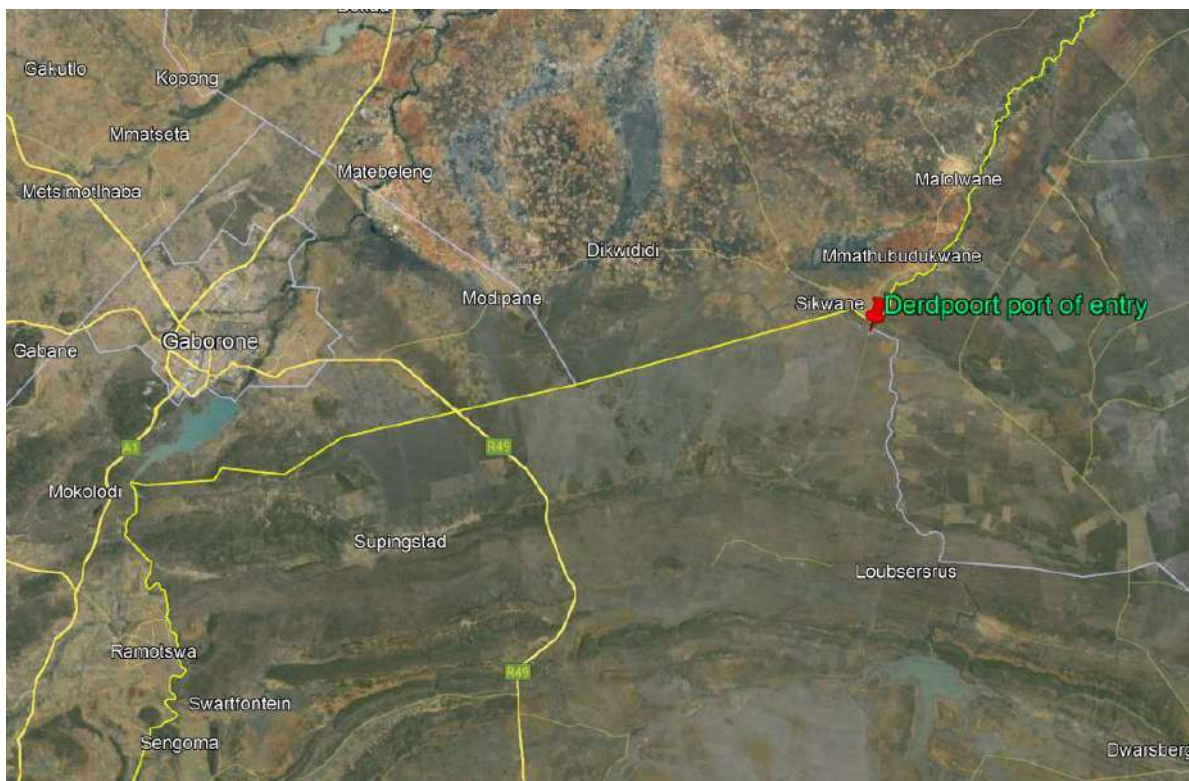 Gakutlo
Kopong
Mmatseta
Metsimotlhaba
Matebeleng
Malolwane
Dikwididi
Mmathubudukwane
Modipane
Sikwane
Derdpoort port of entry
Gaborone
Gabane
A1
R49
Mokolodi
Supingstad
Loubsersrus
Ramotswa
R49
Swartfontein
Sengoma
Dwarsberg